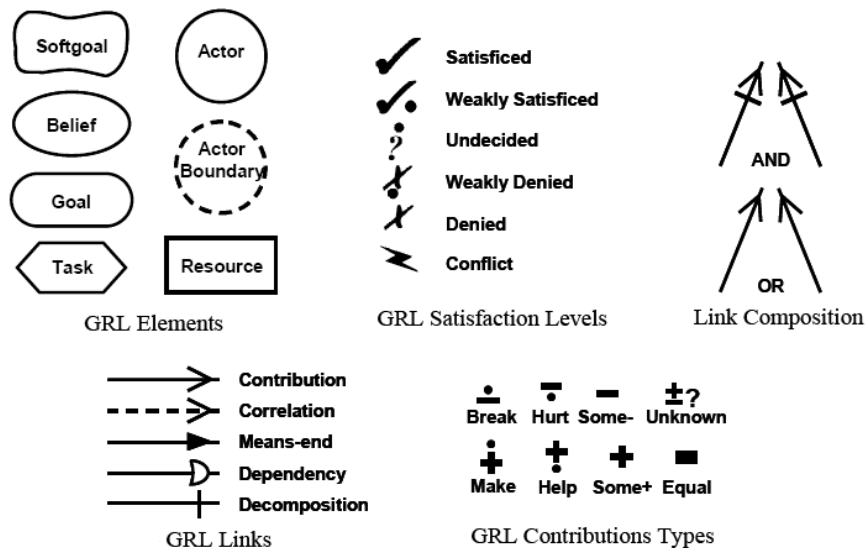 Softgoal
Belief
Goal
Task
Actor
Actor
Boundary
Resource
GRL Elements
Satisficed
Weakly Satisficed
Undecided
Weakly Denied
Denied
Conflict
GRL Satisfaction Levels
AND
OR
Link Composition
Contribution
Correlation
Means-end
Dependency
Decomposition
GRL Links
?
Break Hurt Some- Unknown
Make Help Some+ Equal
GRL Contributions Types